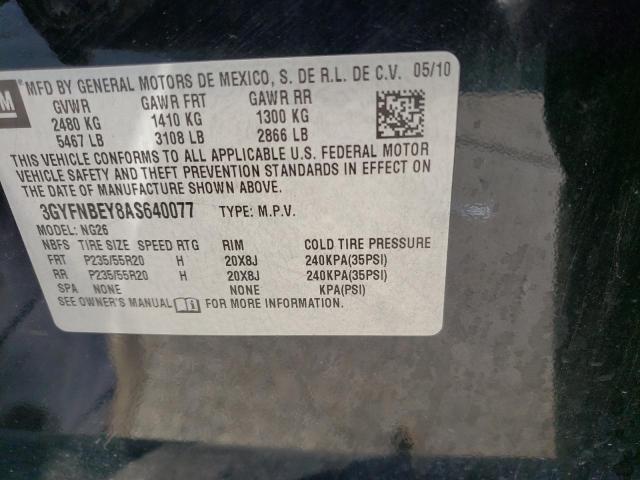 M
MFD BY GENERAL MOTORS DE MEXICO, S. DE R.L. DE C.V. 05/10
GVWR GAWR FRT GAWR RR
2480 KG 1410 KG 1300 KG
5467 LB 3108 LB 2866 LB
THIS VEHICLE CONFORMS TO ALL APPLICABLE U.S. FEDERAL MOTOR
VEHICLE SAFETY AND THEFT PREVENTION STANDARDS IN EFFECT ON
THE DATE OF MANUFACTURE SHOWN ABOVE.
3GYFNBEY8AS640077 TYPE: M.P.V.
MODEL: NG26
NBFS TIRE SIZE SPEED RTG RIM COLD TIRE PRESSURE
FRT P235/55R20 H 20X8J 240KPA(35PSI)
RR P235/55R20 H 20X8J 240KPA(35PSI)
SPA NONE NONE KPA(PSI)
SEE OWNER'S MANUAL FOR MORE INFORMATION.